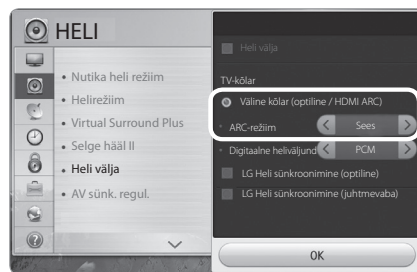 HELI
Nutika heli režiim
Helirežiim
Virtual Surround Plus
Selge hääl II
Heli välja
AV sünk. regul.
Heli välja
TV-kõlar
Väline kõlar (optiline / HDMI ARC)
ARC-režiim
Sees
Digitaalne heliväljund
PCM
LG Heli sünkroonimine (optiline)
LG Heli sünkroonimine (juhtmevaba)
OK